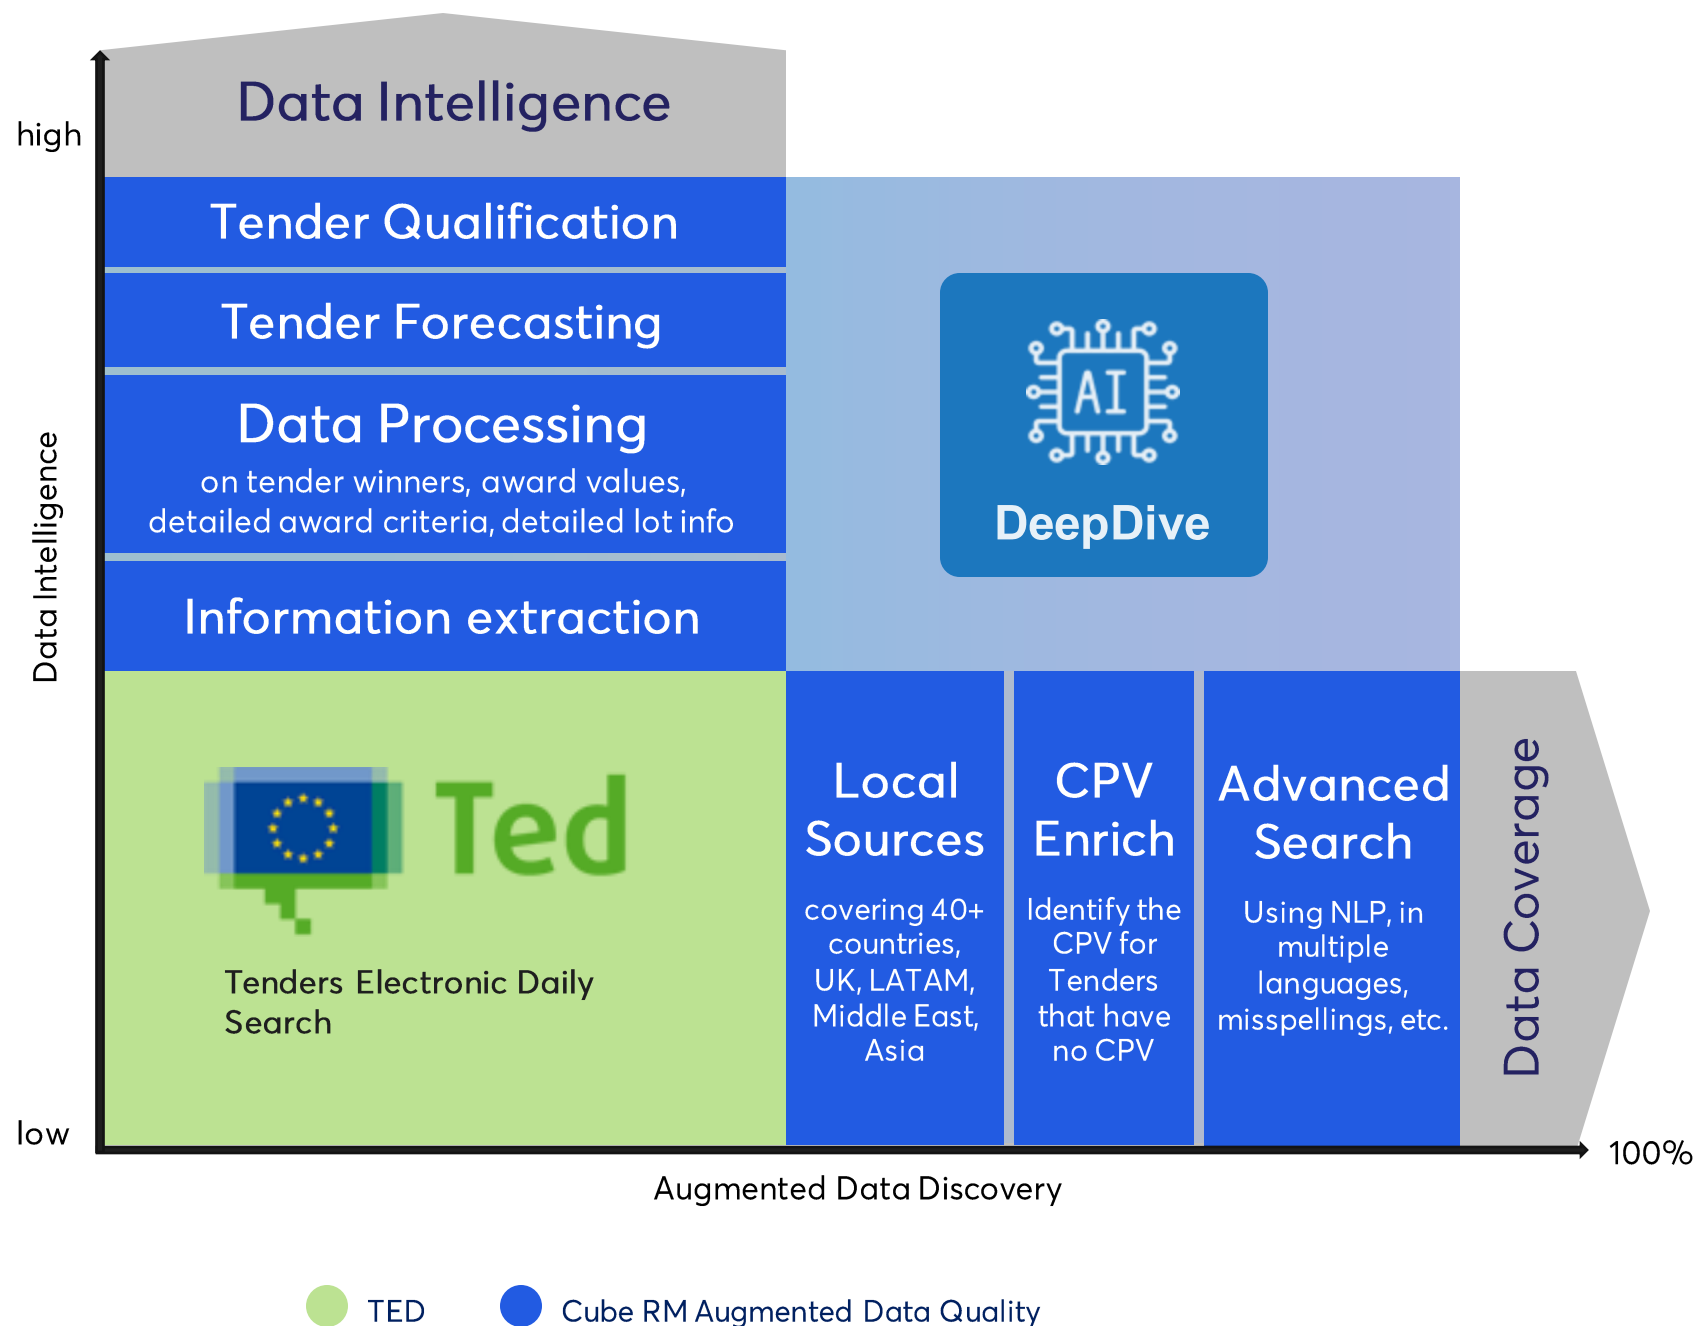 Data Intelligence
high
Tender Qualification
Tender Forecasting
Data Processing
on tender winners, award values,
detailed award criteria, detailed lot info
Information extraction
Data Intelligence
AI
DeepDive
Ted
Tenders Electronic Daily
Search
Local
Sources
covering 40+
countries,
UK, LATAM,
Middle East,
Asia
CPV
Enrich
Identify the
CPV for
Tenders
that have
no CPV
Advanced
Search
Using NLP, in
multiple
languages,
misspellings, etc.
Data Coverage
low
100%
Augmented Data Discovery
TED
Cube RM Augmented Data Quality